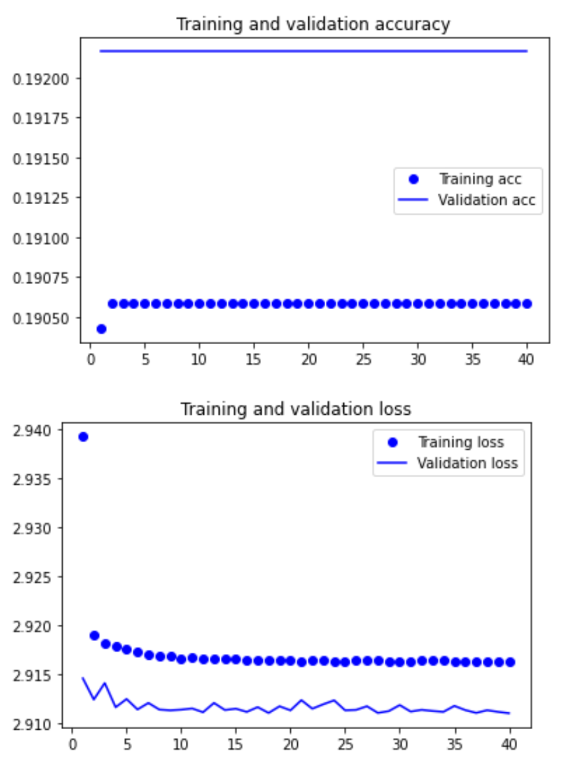 Training and validation accuracy
0.19200
0.19175
0.19150
0.19125
0.19100
0.19075
0.19050
Training acc
Validation acc
0 5 10 15 20 25 30 35 40
Training and validation loss
2.940
2.935
2.930
2.925
2.920
2.915
2.910
Training loss
Validation loss
0 5 10 15 20 25 30 35 40